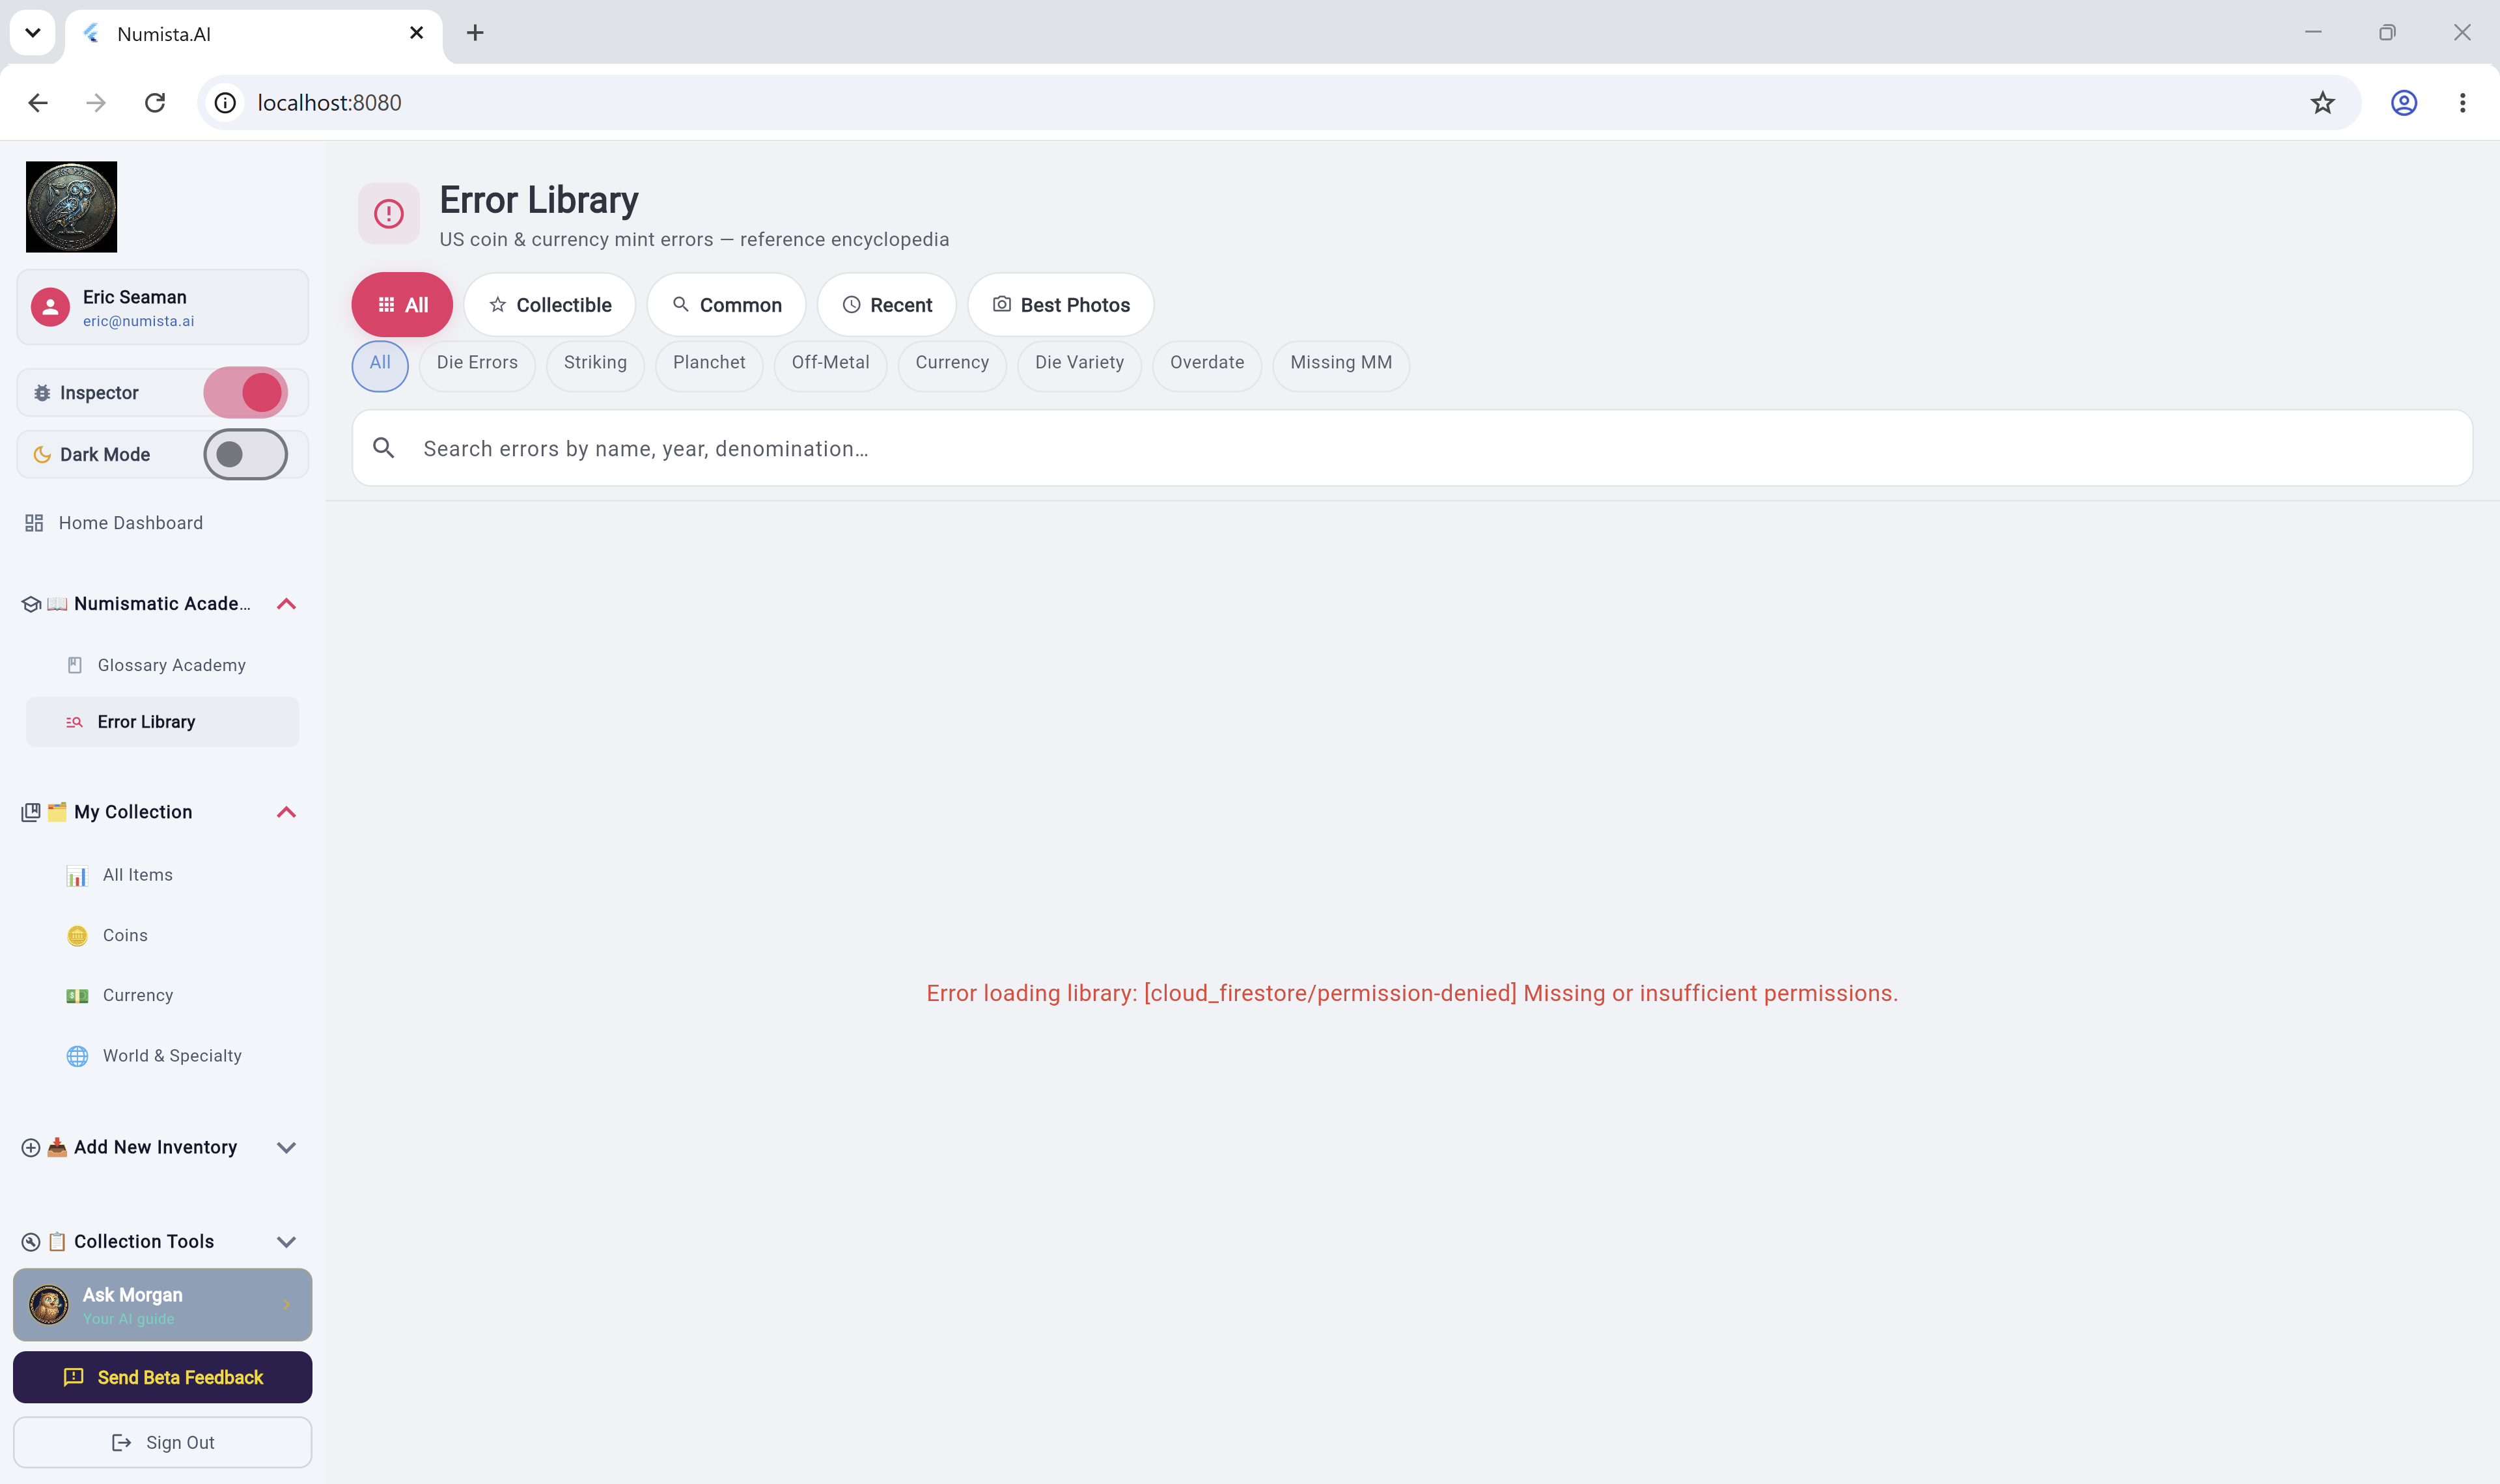 Numista.AI
localhost:8080
Eric Seaman
eric@numista.ai
Inspector
Dark Mode
Home Dashboard
Numismatic Acade...
Glossary Academy
Error Library
My Collection
All Items
Coins
Currency
World & Specialty
Add New Inventory
Collection Tools
Ask Morgan
Your AI guide
Send Beta Feedback
Sign Out
Error Library
US coin & currency mint errors — reference encyclopedia
All Collectible Common Recent Best Photos
All Die Errors Striking Planchet Off-Metal Currency Die Variety Overdate Missing MM
Search errors by name, year, denomination...
Error loading library: [cloud_firestore/permission-denied] Missing or insufficient permissions.